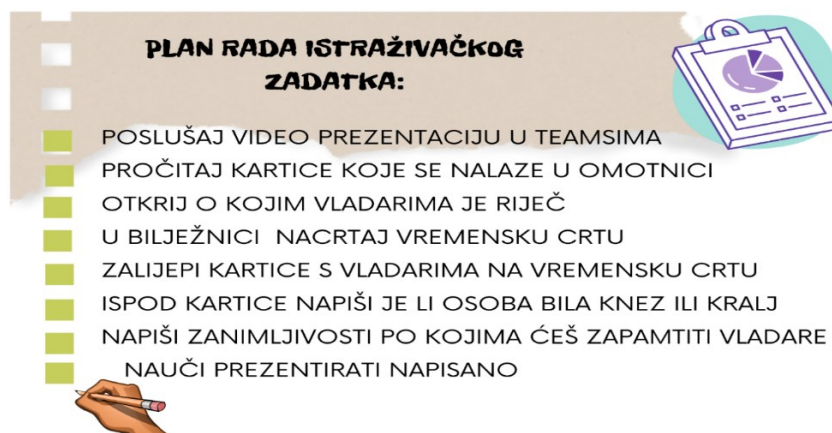 PLAN RADA ISTRAŽIVAČKOG
ZADATKA:
POSLUŠAJ VIDEO PREZENTACIJU U TEAMSIMA
PROČITAJ KARTICE KOJE SE NALAZE U OMOTNICI
OTKRIJ O KOJIM VLADARIMA JE RIJEČ
U BILJEŽNICI NACRTAJ VREMENSKU CRTU
ZALIJEPI KARTICE S VLADARIMA NA VREMENSKU CRTU
ISPOD KARTICE NAPIŠI JE LI OSOBA BILA KNEZ ILI KRALJ
NAPIŠI ZANIMLJIVOSTI PO KOJIMA ĆEŠ ZAPAMTITI VLADARE
NAUČI PREZENTIRATI NAPISANO